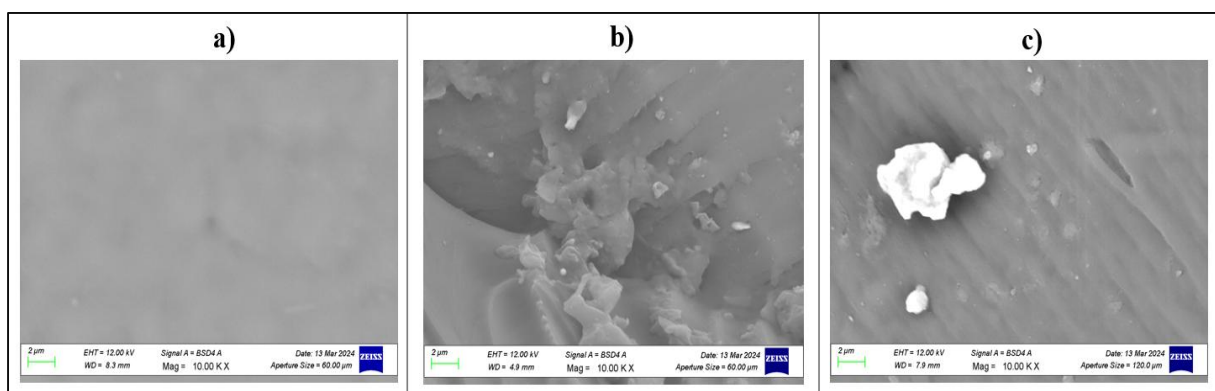 a)
2 µm
EHT = 12.00 kV
Signal A = BSD4 A
Date: 13 Mar 2024
WD = 8.3 mm
Mag = 10.00 K X
Aperture Size = 60.00 µm
ZEISS
b)
2 µm
EHT = 12.00 kV
Signal A = BSD4 A
Date: 13 Mar 2024
WD = 4.9 mm
Mag = 10.00 K X
Aperture Size = 60.00 µm
ZEISS
c)
2 µm
EHT = 12.00 kV
Signal A = BSD4 A
Date: 13 Mar 2024
WD = 7.9 mm
Mag = 10.00 K X
Aperture Size = 120.0 µm
ZEISS